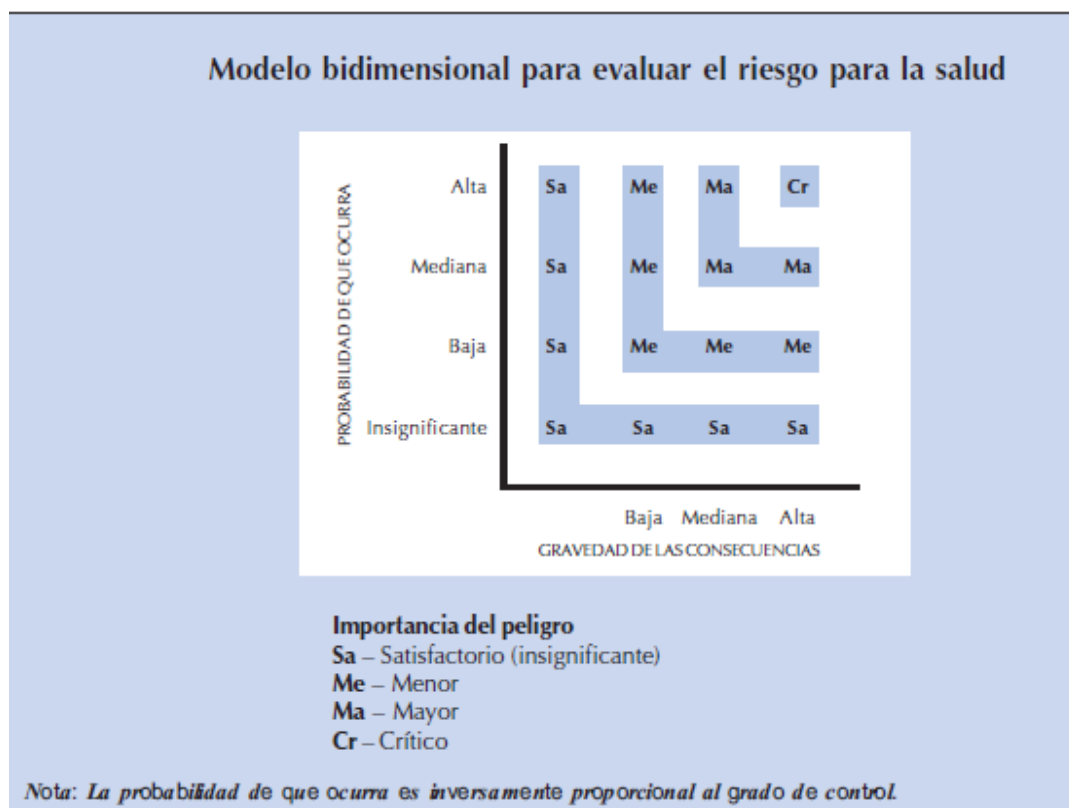 Modelo bidimensional para evaluar el riesgo para la salud
PROBABILIDAD DE QUE OCURRA
Alta Sa Me Ma Cr
Mediana Sa Me Ma Ma
Baja Sa Me Me Me
Insignificante Sa Sa Sa Sa
Baja Mediana Alta
GRAVEDAD DE LAS CONSECUENCIAS
Importancia del peligro
Sa – Satisfactorio (insignificante)
Me – Menor
Ma – Mayor
Cr – Crítico
Nota: La probabilidad de que ocurra es inversamente proporcional al grado de control.